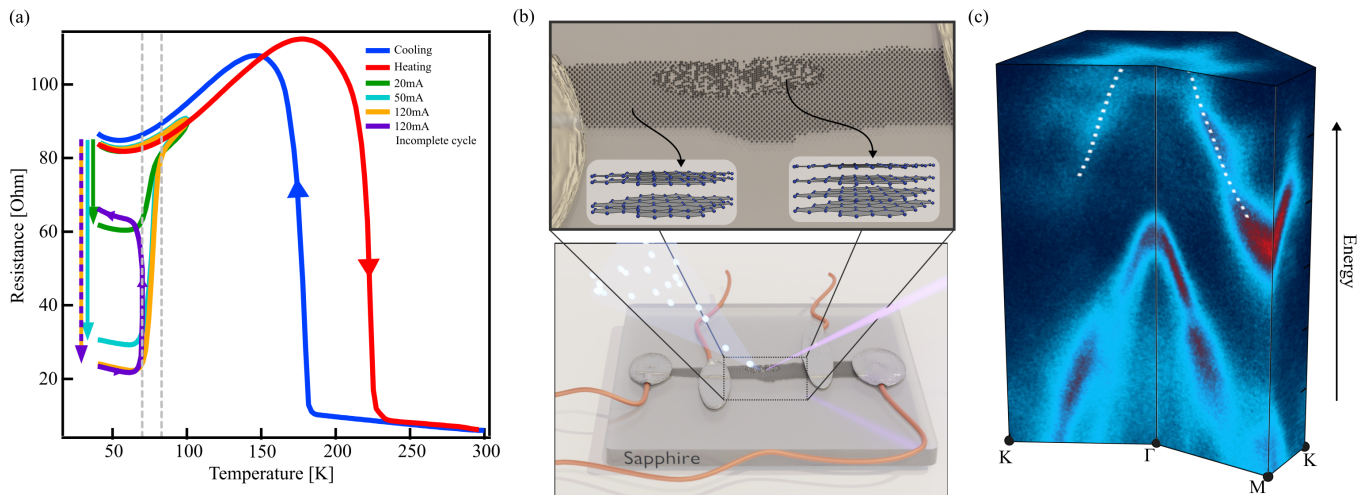 (a)
Resistance [Ohm]
100
80
60
40
20
50
100
150
200
250
300
Temperature [K]
Cooling
Heating
20mA
50mA
120mA
120mA
Incomplete cycle
(b)
Sapphire
(c)
Energy
K
Γ
M
K